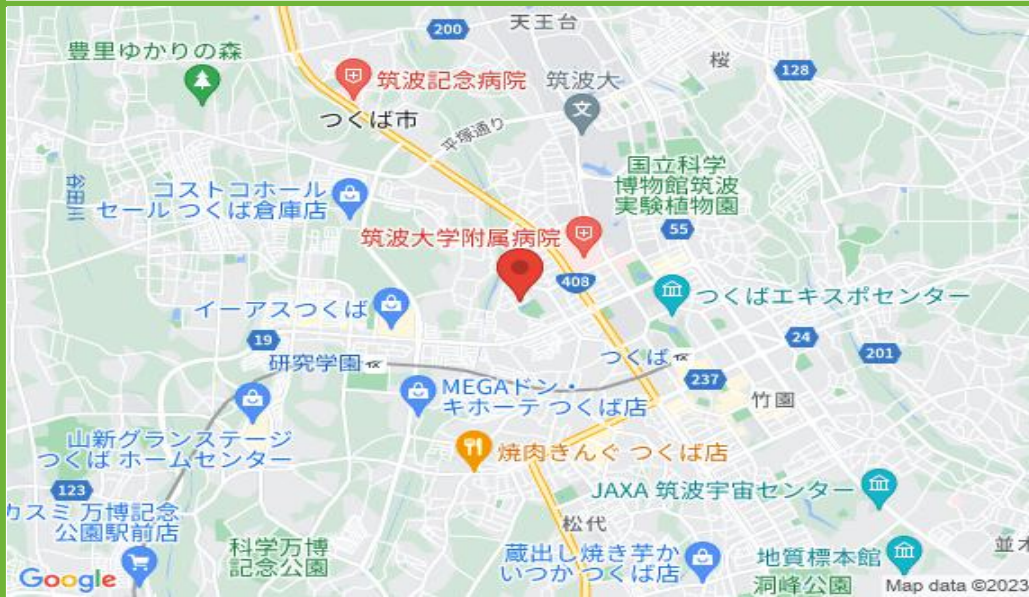 200
天王台
豊里ゆかりの森
桜
128
筑波記念病院
筑波大
つくば市
平塚通り
国立科学
博物館筑波
実験植物園
谷田川
コストコホール
セール つくば倉庫店
55
筑波大学附属病院
408
つくばエキスポセンター
イーアスつくば
19
24
研究学園
つくば
201
237
MEGAドン・
キホーテ つくば店
竹園
山新グランステージ
つくば ホームセンター
焼肉きんぐ つくば店
123
JAXA 筑波宇宙センター
カスミ 万博記念
公園駅前店
松代
科学万博
記念公園
蔵出し焼き芋か
いつか つくば店
地質標本館
並木
洞峰公園
Google
Map data ©2023